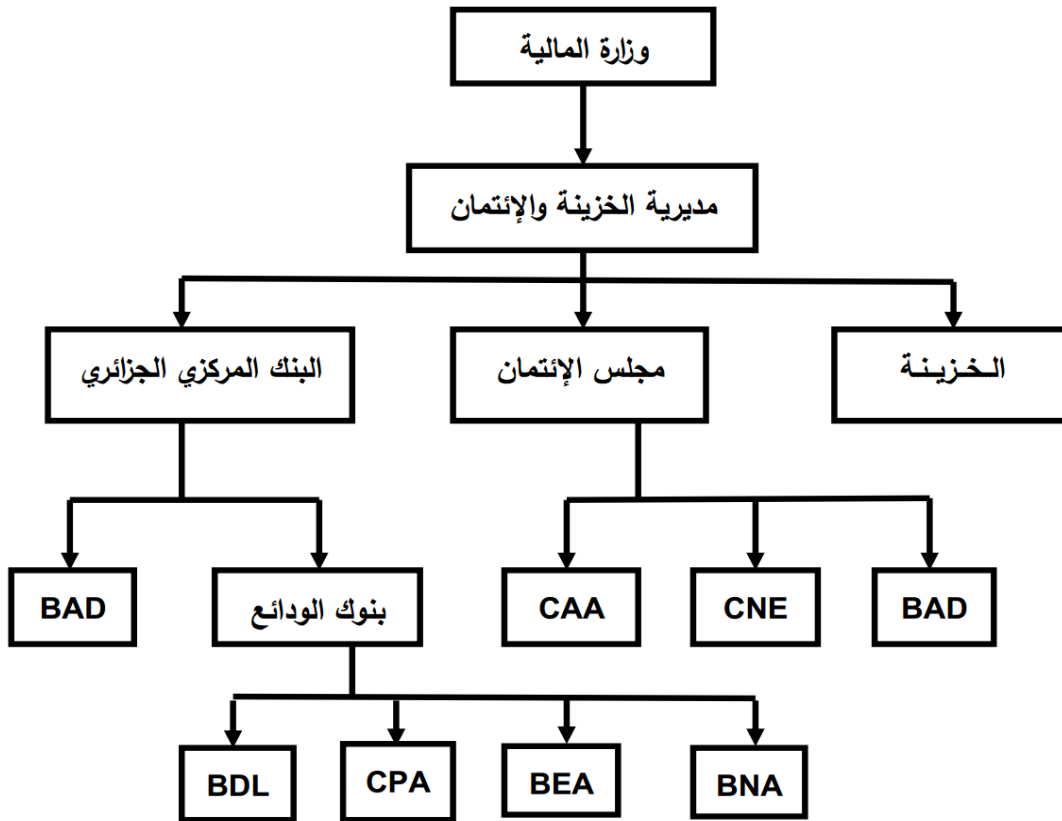 وزارة المالية
مديرية الخزينة والإئتمان
الـخـزيـنـة
مجلس الإئتمان
البنك المركزي الجزائري
BAD
CNE
CAA
بنوك الودائع
BAD
BNA
BEA
CPA
BDL